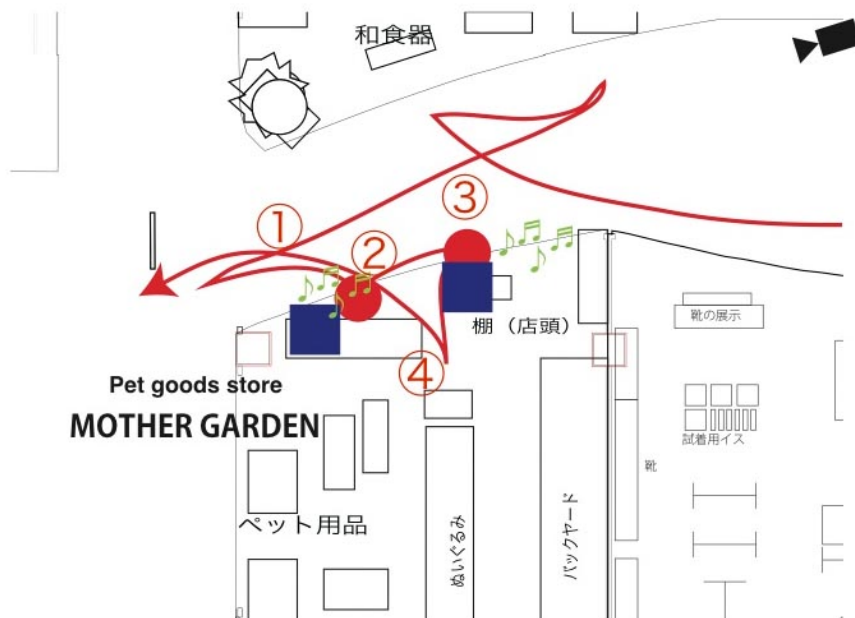 和食器
①
③
②
靴の展示
棚（店頭）
④
Pet goods store
MOTHER GARDEN
試着用イス
靴
ペット用品
ぬいぐるみ
バックヤード